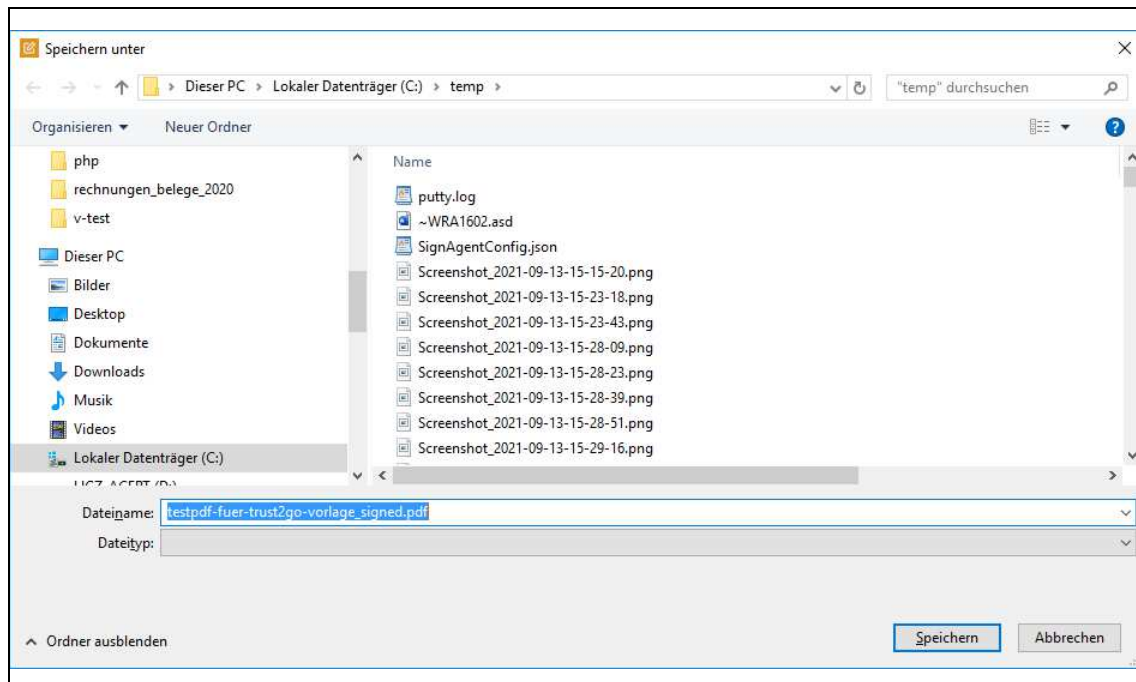 Speichern unter
Dieser PC > Lokaler Datenträger (C:) > temp >
"temp" durchsuchen
Organisieren
Neuer Ordner
php
rechnungen_belege_2020
v-test
Dieser PC
Bilder
Desktop
Dokumente
Downloads
Musik
Videos
Lokaler Datenträger (C:)
Name
putty.log
~WRA1602.asd
SignAgentConfig.json
Screenshot_2021-09-13-15-15-20.png
Screenshot_2021-09-13-15-23-18.png
Screenshot_2021-09-13-15-23-43.png
Screenshot_2021-09-13-15-28-09.png
Screenshot_2021-09-13-15-28-23.png
Screenshot_2021-09-13-15-28-39.png
Screenshot_2021-09-13-15-28-51.png
Screenshot_2021-09-13-15-29-16.png
Dateiname: testpdf-fuer-trust2go-vorlage_signed.pdf
Dateityp:
Ordner ausblenden
Speichern
Abbrechen